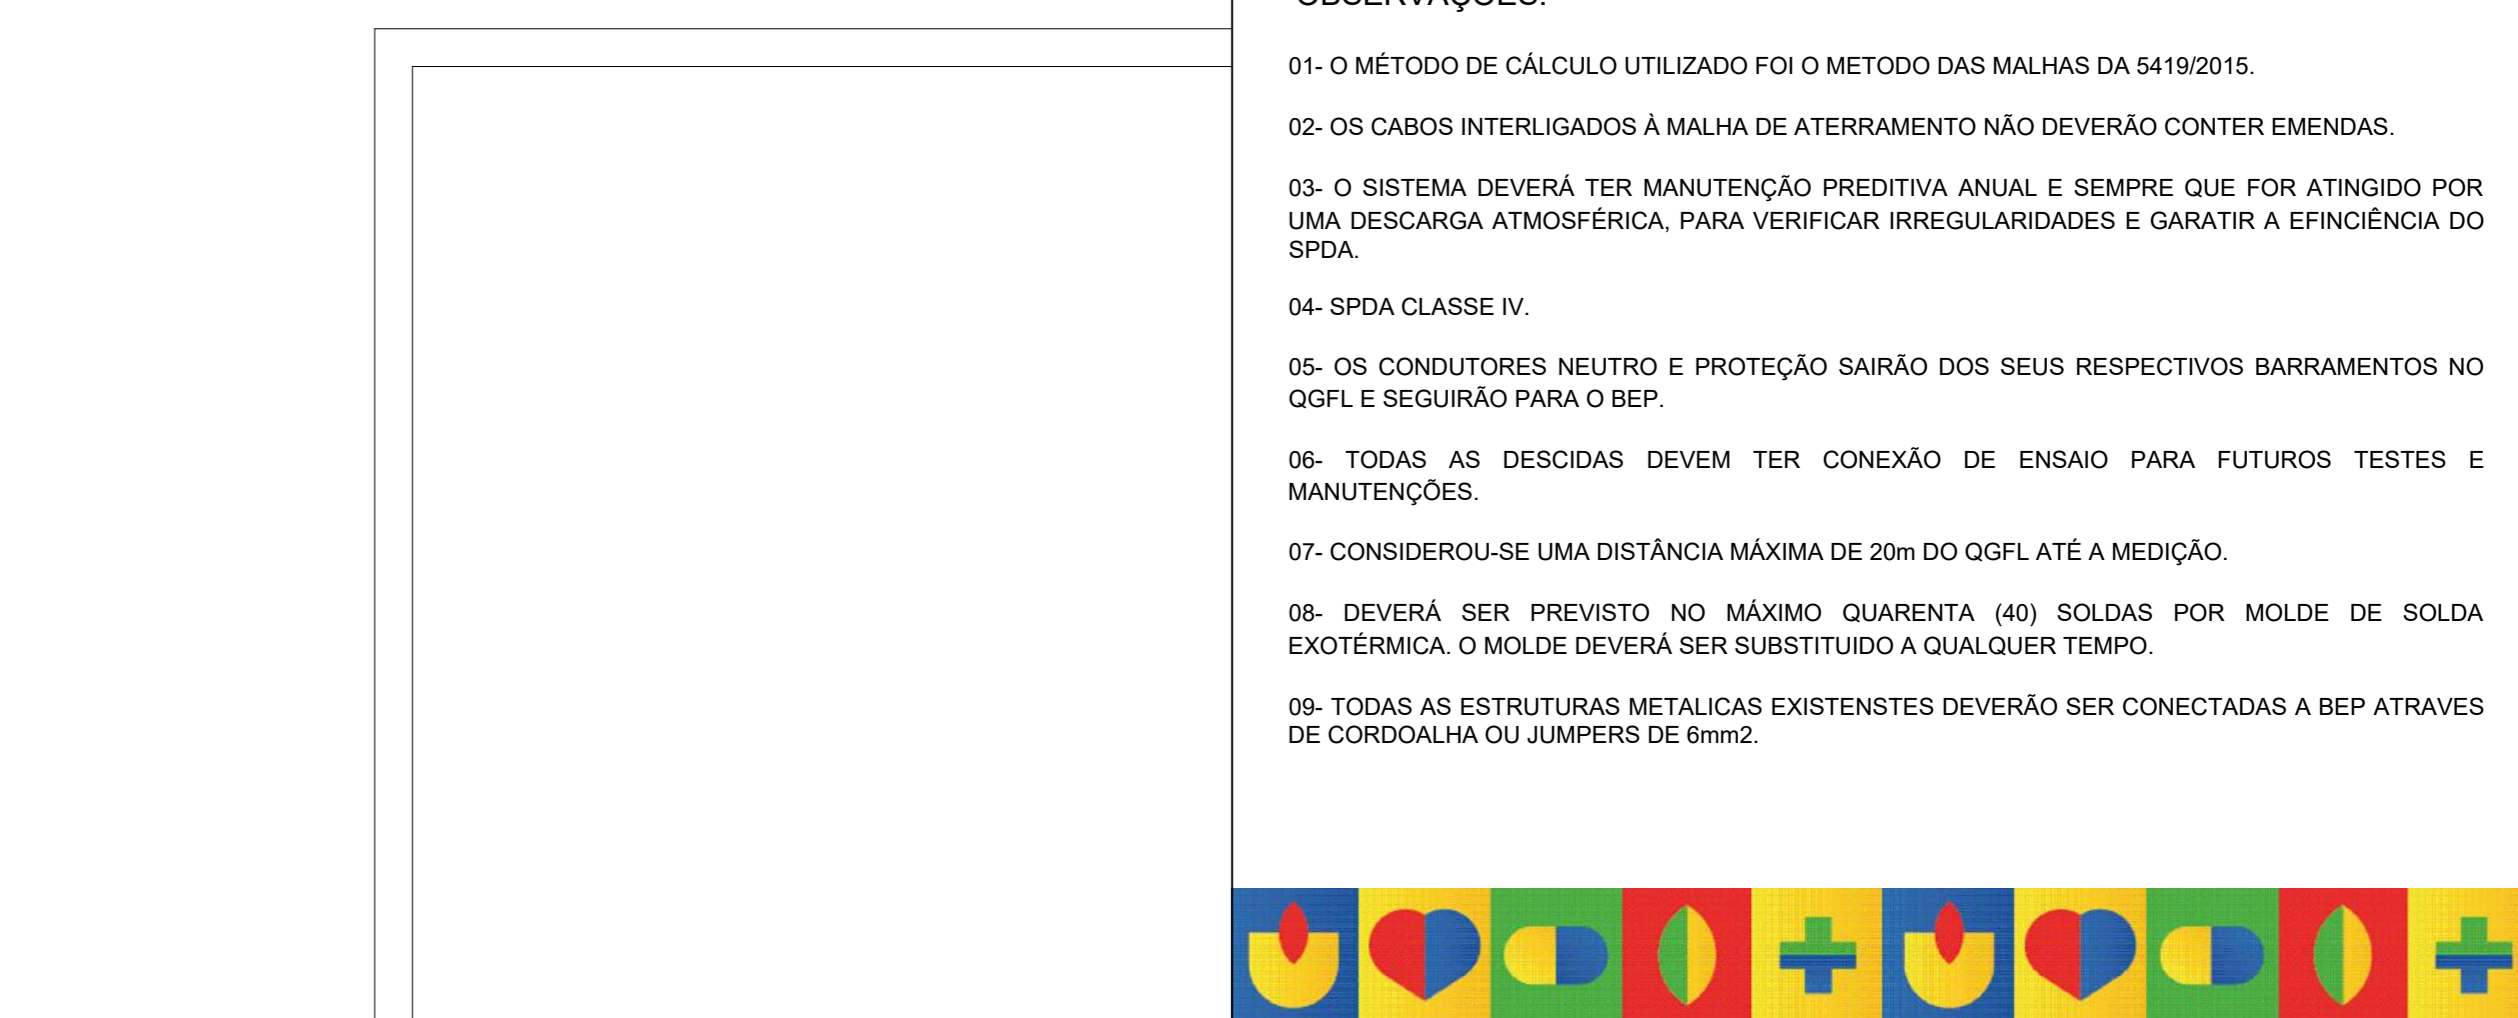 OBSERVAÇÕES:
01- O MÉTODO DE CÁLCULO UTILIZADO FOI O METODO DAS MALHAS DA 5419/2015.
02- OS CABOS INTERLIGADOS À MALHA DE ATERRAMENTO NÃO DEVERÃO CONTER EMENDAS.
03- O SISTEMA DEVERÁ TER MANUTENÇÃO PREDITIVA ANUAL E SEMPRE QUE FOR ATINGIDO POR
UMA DESCARGA ATMOSFÉRICA, PARA VERIFICAR IRREGULARIDADES E GARATIR A EFINCIÊNCIA DO
SPDA.
04- SPDA CLASSE IV.
05- OS CONDUTORES NEUTRO E PROTEÇÃO SAIRÃO DOS SEUS RESPECTIVOS BARRAMENTOS NO
QGFL E SEGUIRÃO PARA O BEP.
06- TODAS AS DESCIDAS DEVEM TER CONEXÃO DE ENSAIO PARA FUTUROS TESTES E
MANUTENÇÕES.
07- CONSIDEROU-SE UMA DISTÂNCIA MÁXIMA DE 20m DO QGFL ATÉ A MEDIÇÃO.
08- DEVERÁ SER PREVISTO NO MÁXIMO QUARENTA (40) SOLDAS POR MOLDE DE SOLDA
EXOTÉRMICA. O MOLDE DEVERÁ SER SUBSTITUIDO A QUALQUER TEMPO.
09- TODAS AS ESTRUTURAS METALICAS EXISTENSTES DEVERÃO SER CONECTADAS A BEP ATRAVES
DE CORDOALHA OU JUMPERS DE 6mm2.